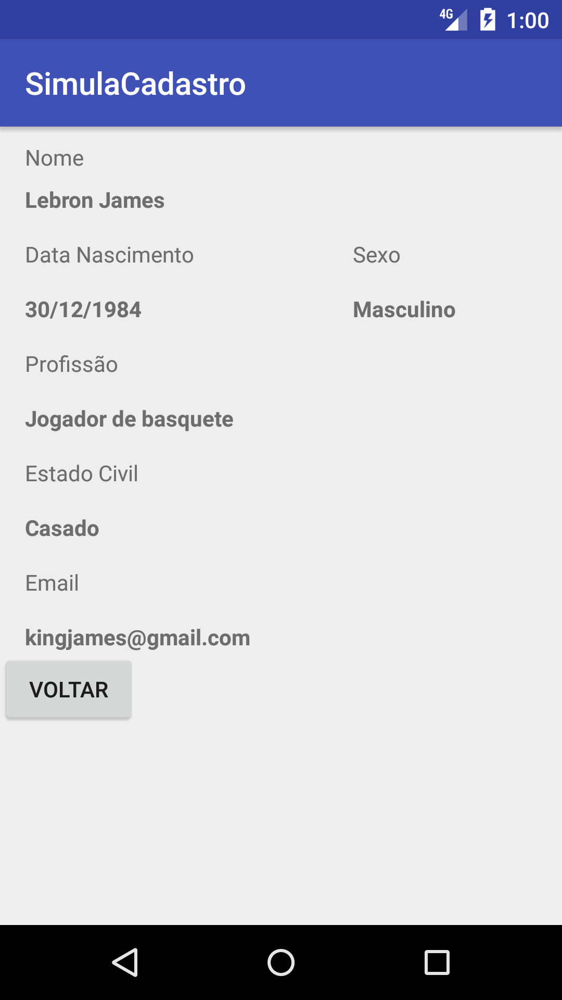 4G 1:00
SimulaCadastro
Nome
Lebron James
Data Nascimento Sexo
30/12/1984 Masculino
Profissão
Jogador de basquete
Estado Civil
Casado
Email
kingjames@gmail.com
VOLTAR